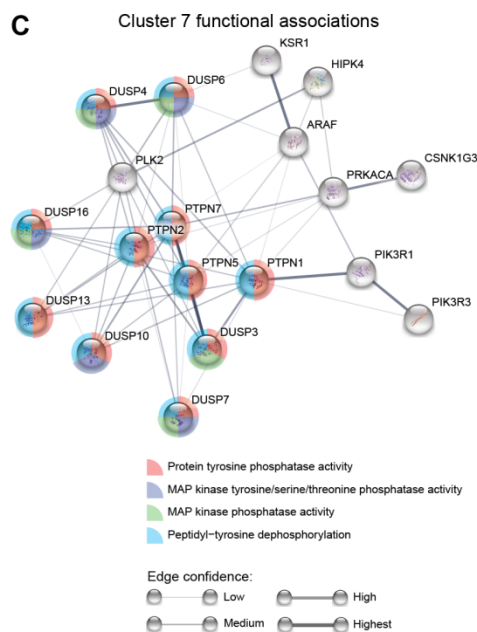 C
Cluster 7 functional associations
KSR1
DUSP6
HIPK4
DUSP4
ARAF
PLK2
CSNK1G3
PRKACA
PTPN7
DUSP16
PTPN2
PIK3R1
PTPN5
PTPN1
DUSP13
PIK3R3
DUSP10
DUSP3
DUSP7
Protein tyrosine phosphatase activity
MAP kinase tyrosine/serine/threonine phosphatase activity
MAP kinase phosphatase activity
Peptidyl-tyrosine dephosphorylation
Edge confidence:
Low High
Medium Highest